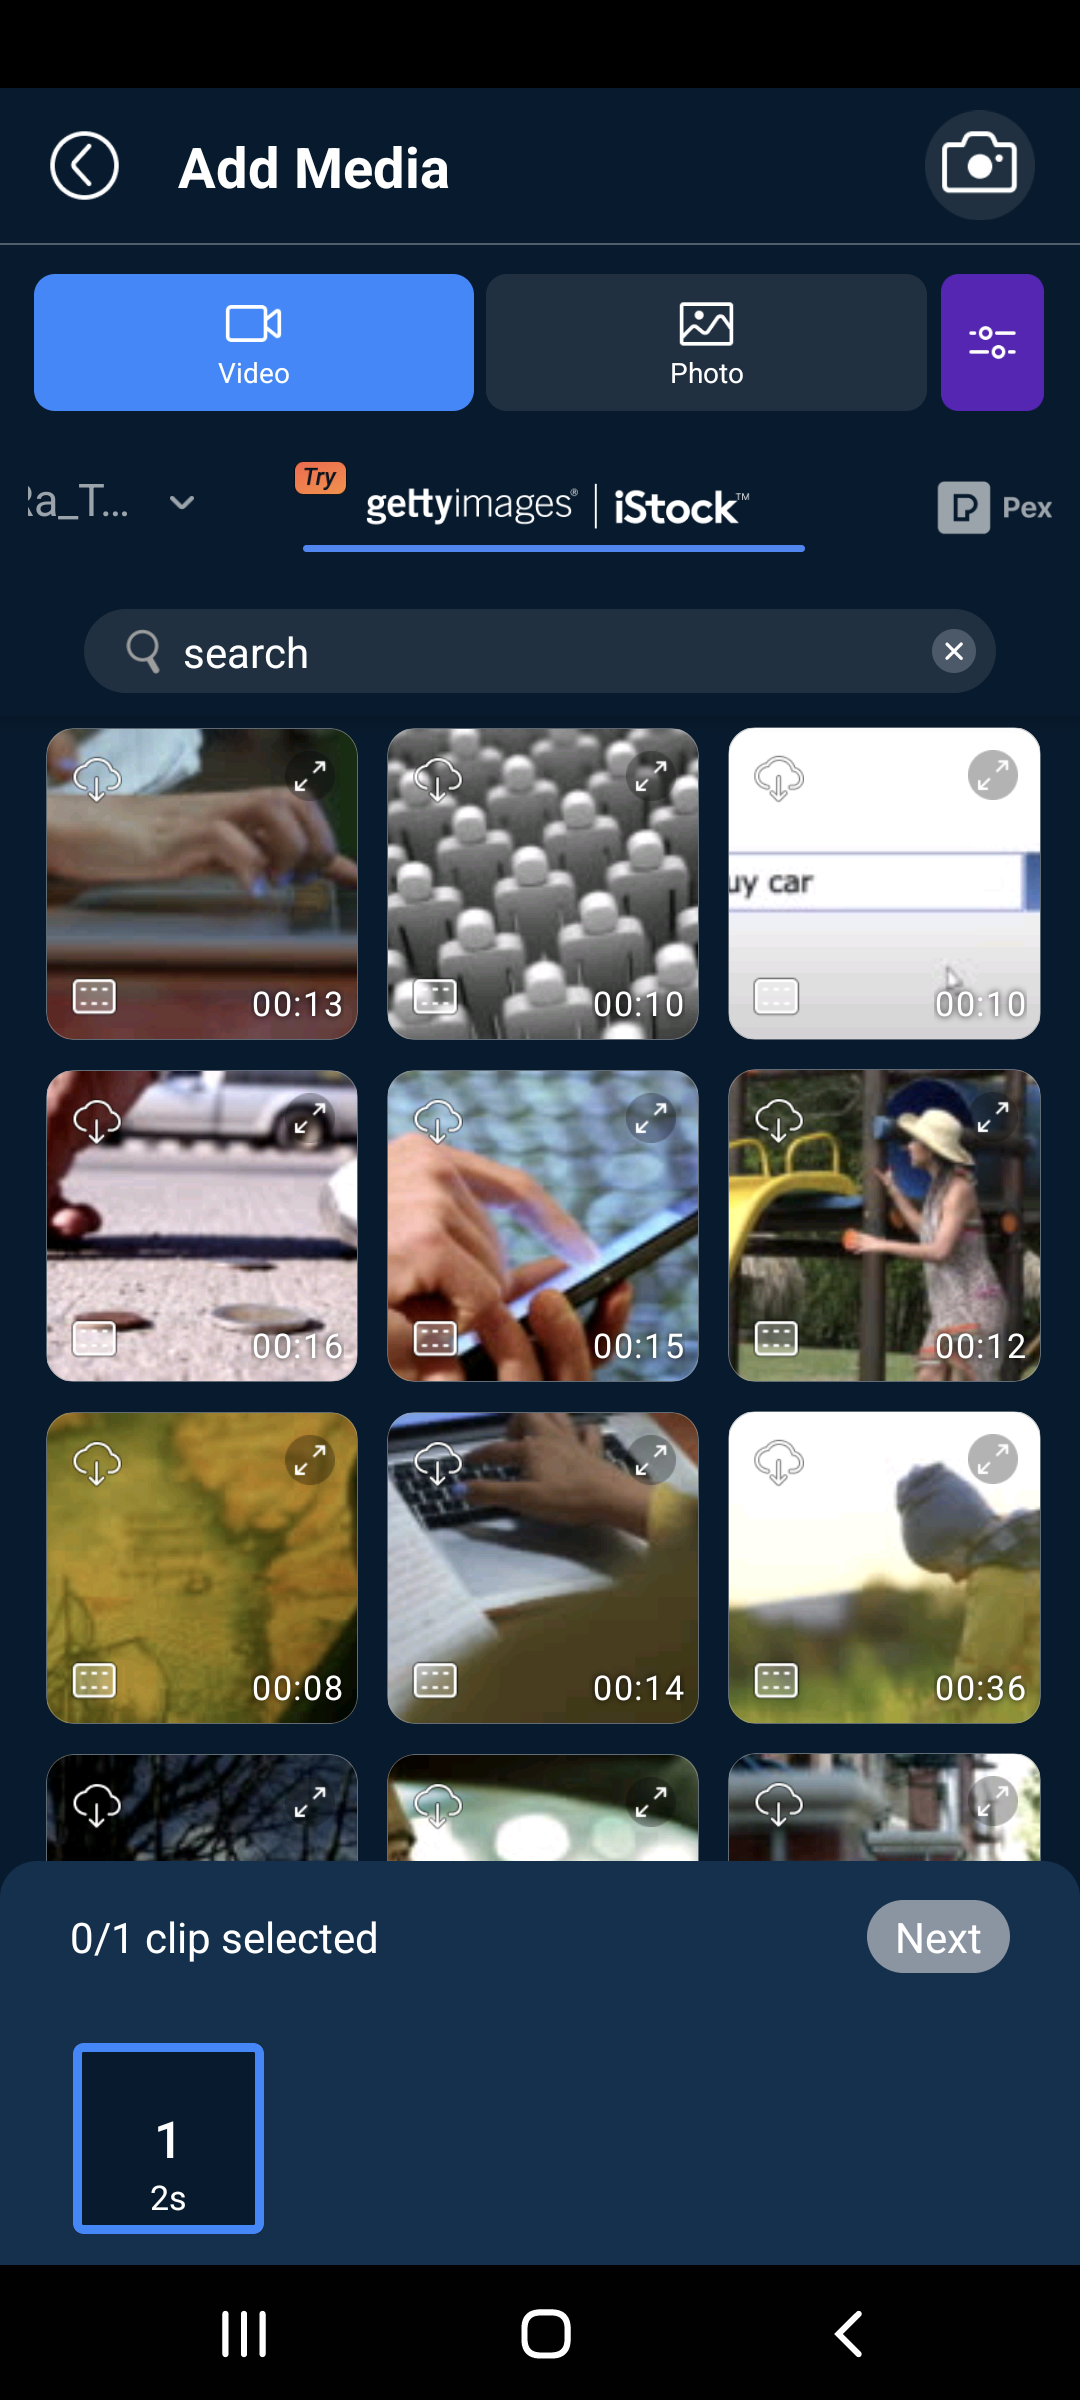 Add Media
Video
Photo
Ra_T...
Try
gettyimages® | iStock™
Pex
search
00:13
00:10
uy car
00:10
00:16
00:15
00:12
00:08
00:14
00:36
0/1 clip selected
Next
1
2s